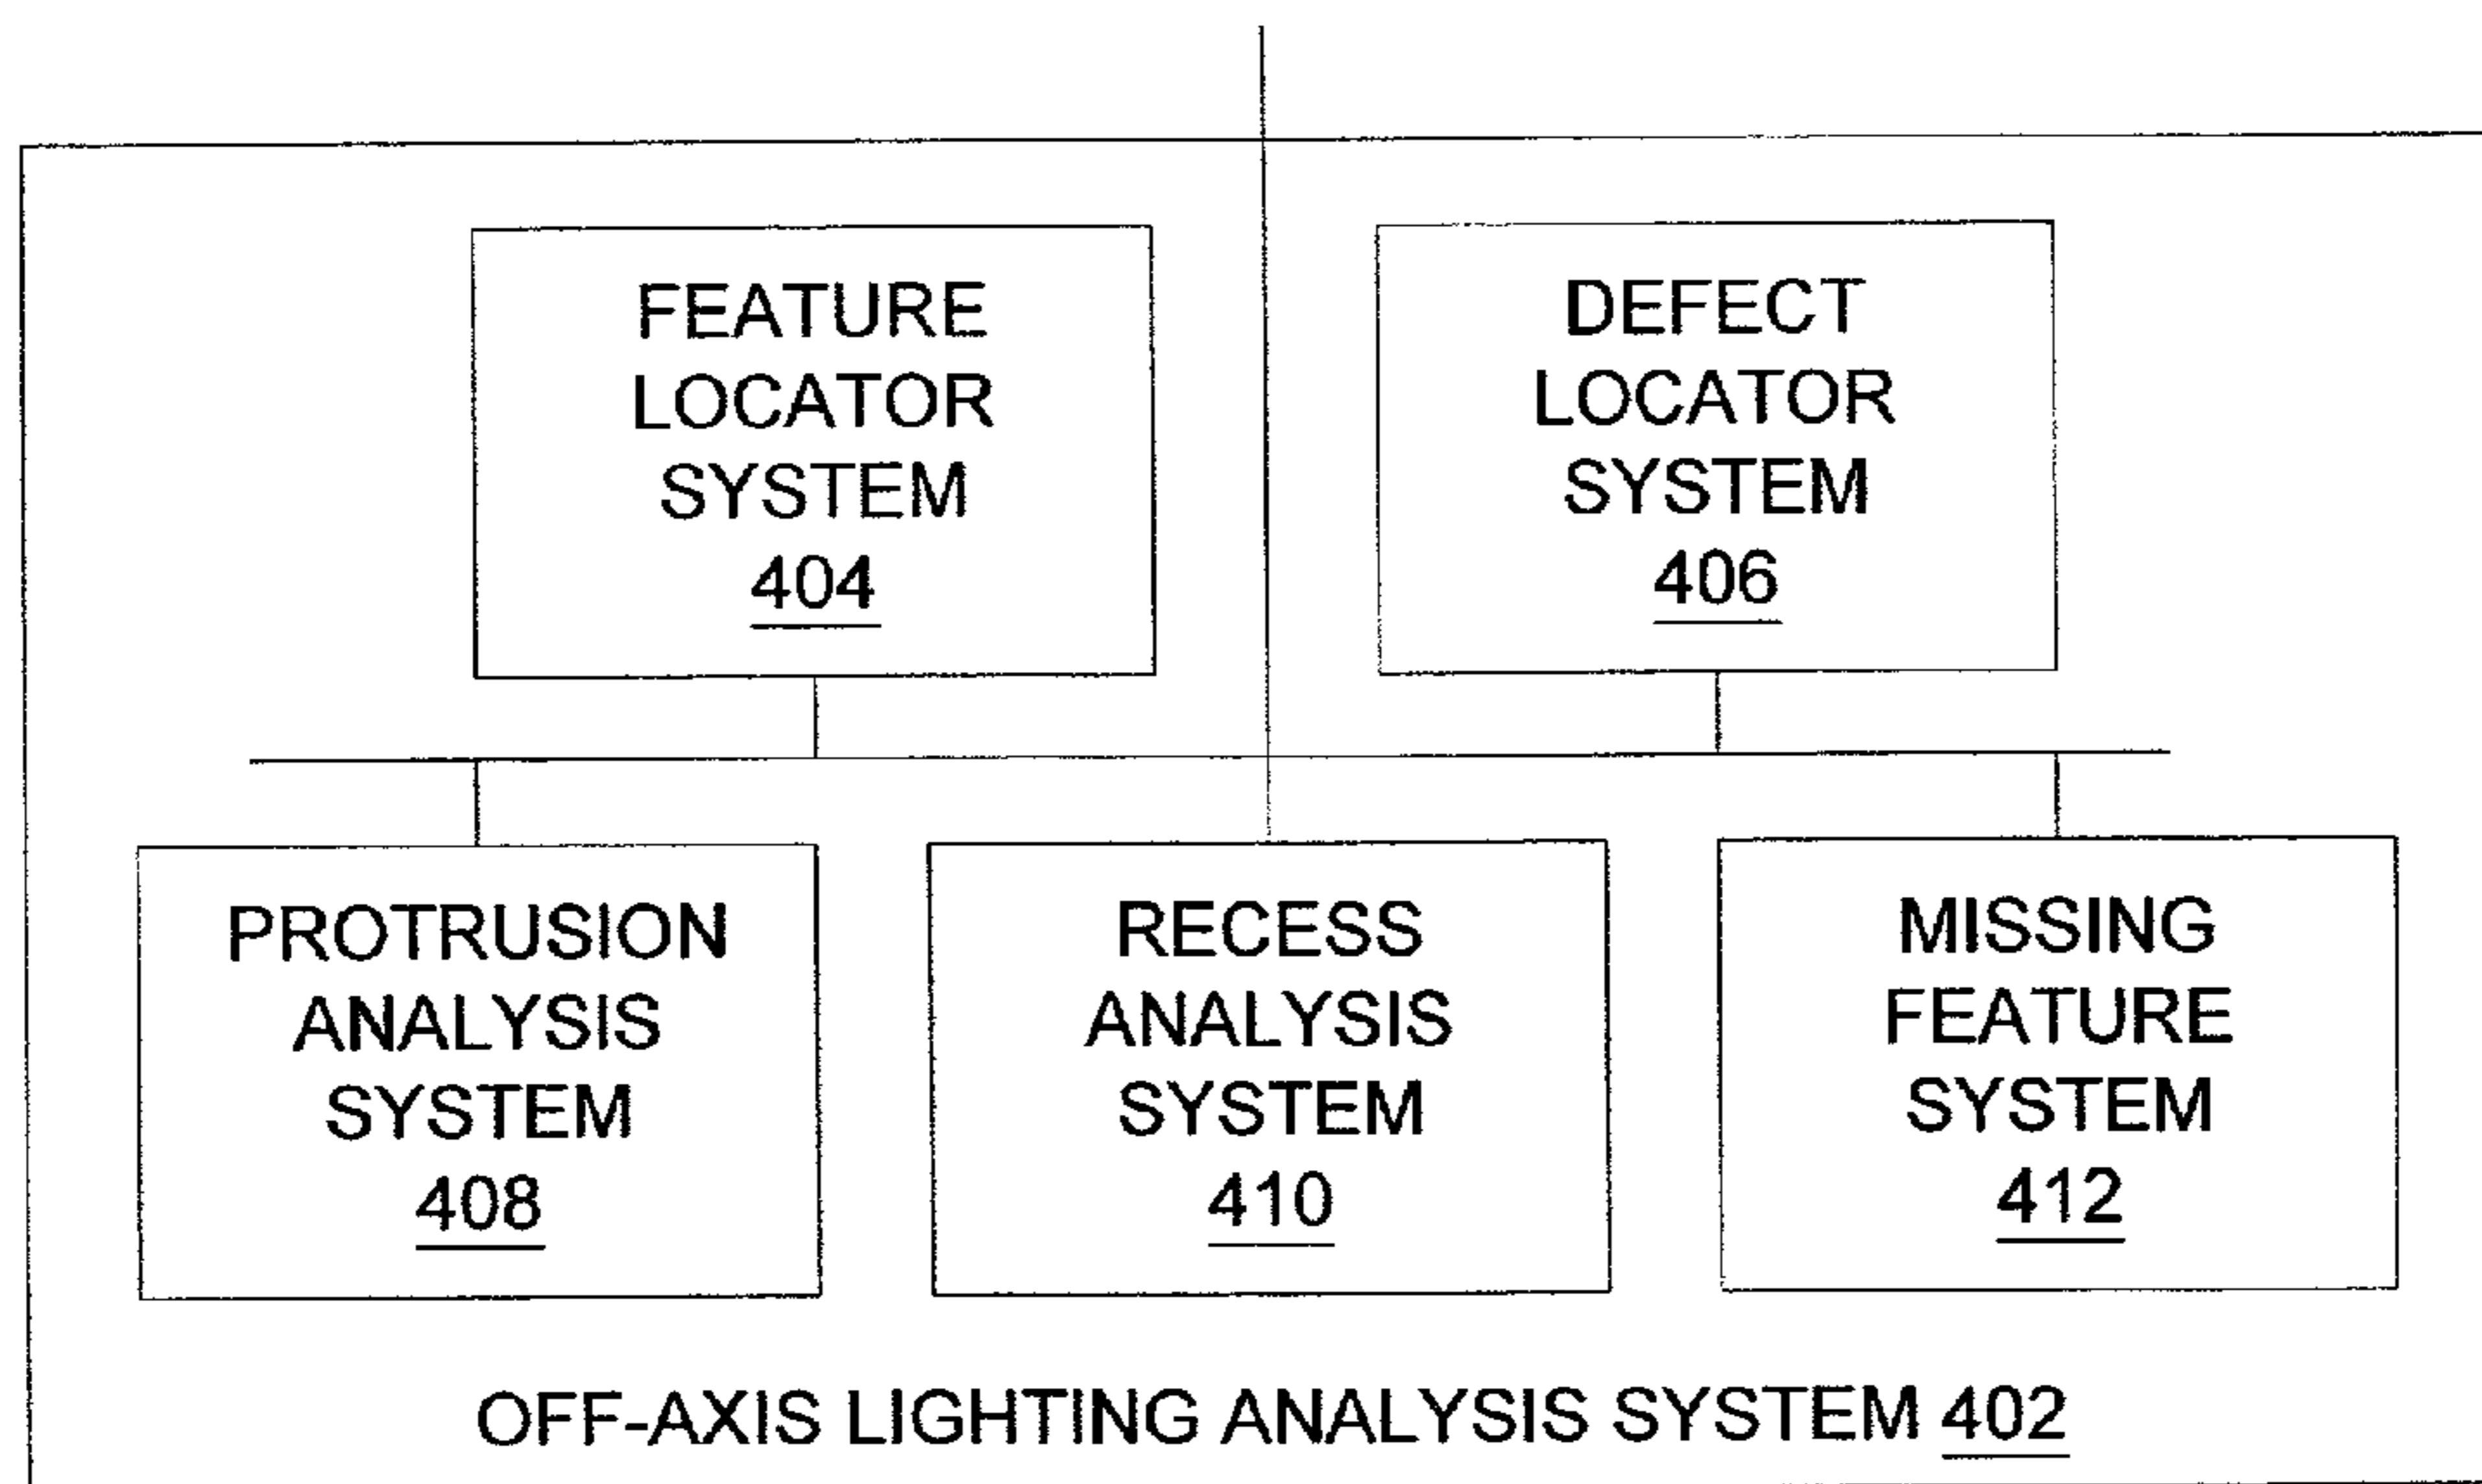 FEATURE
LOCATOR
SYSTEM
404
DEFECT
LOCATOR
SYSTEM
406
PROTRUSION
ANALYSIS
SYSTEM
408
RECESS
ANALYSIS
SYSTEM
410
MISSING
FEATURE
SYSTEM
412
OFF-AXIS LIGHTING ANALYSIS SYSTEM 402